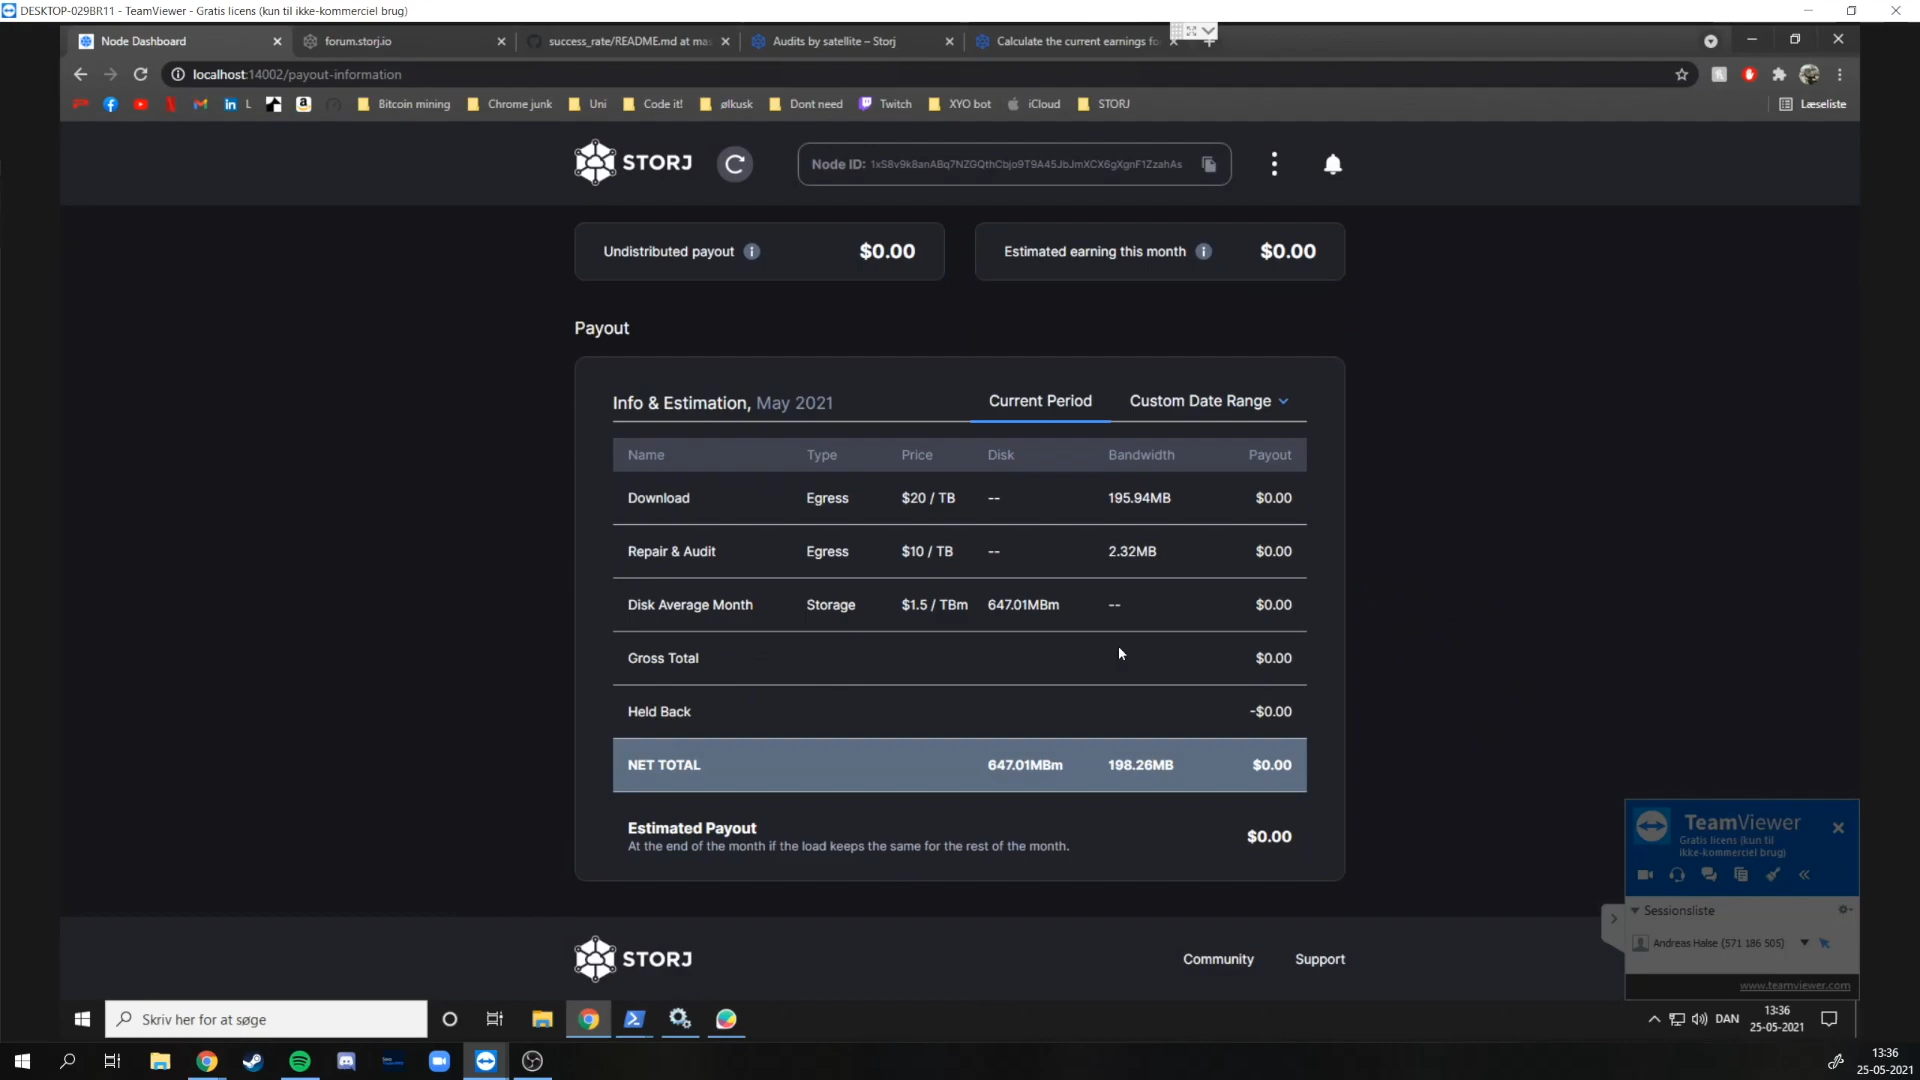 DESKTOP-029BR11 - TeamViewer - Gratis licens (kun til ikke-kommerciel brug)
Node Dashboard
forum.storj.io
success_rate/README.md at mas
Audits by satellite – Storj
Calculate the current earnings fo
localhost:14002/payout-information
L
Bitcoin mining
Chrome junk
Uni
Code it!
ølkusk
Dont need
Twitch
XYO bot
iCloud
STORJ
Læseliste
STORJ
Node ID: 1xS8v9k8anABq7NZGQthCbjo9T9A45JbJmXCX6gXgnF1ZzahAs
Undistributed payout $0.00
Estimated earning this month $0.00
Payout
Info & Estimation, May 2021
Current Period
Custom Date Range
Name Type Price Disk Bandwidth Payout
Download Egress $20 / TB -- 195.94MB $0.00
Repair & Audit Egress $10 / TB -- 2.32MB $0.00
Disk Average Month Storage $1.5 / TBm 647.01MBm -- $0.00
Gross Total $0.00
Held Back -$0.00
NET TOTAL 647.01MBm 198.26MB $0.00
Estimated Payout
At the end of the month if the load keeps the same for the rest of the month.
$0.00
STORJ
Community
Support
TeamViewer
Gratis licens (kun til
ikke-kommerciel brug)
Sessionsliste
Andreas Halse (571 186 505)
www.teamviewer.com
Skriv her for at søge
DAN
13:36
25-05-2021
13:36
25-05-2021